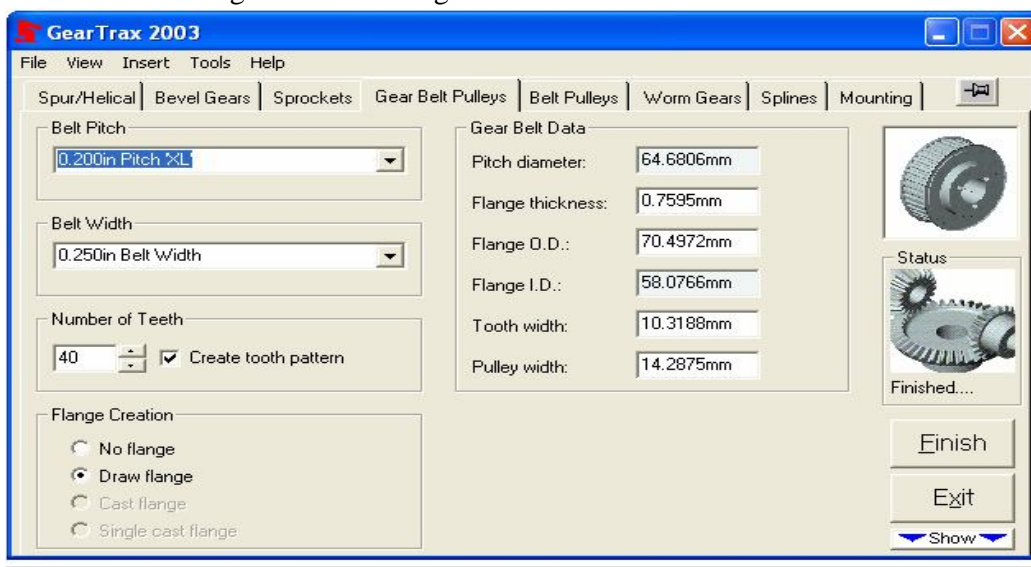 GearTrax 2003
File View Insert Tools Help
Spur/Helical Bevel Gears Sprockets Gear Belt Pulleys Belt Pulleys Worm Gears Splines Mounting
Belt Pitch
0.200in Pitch 'XL'
Belt Width
0.250in Belt Width
Number of Teeth
40 Create tooth pattern
Flange Creation
No flange
Draw flange
Cast flange
Single cast flange
Gear Belt Data
Pitch diameter: 64.6806mm
Flange thickness: 0.7595mm
Flange O.D.: 70.4972mm
Flange I.D.: 58.0766mm
Tooth width: 10.3188mm
Pulley width: 14.2875mm
Status
Finished....
Finish
Exit
Show